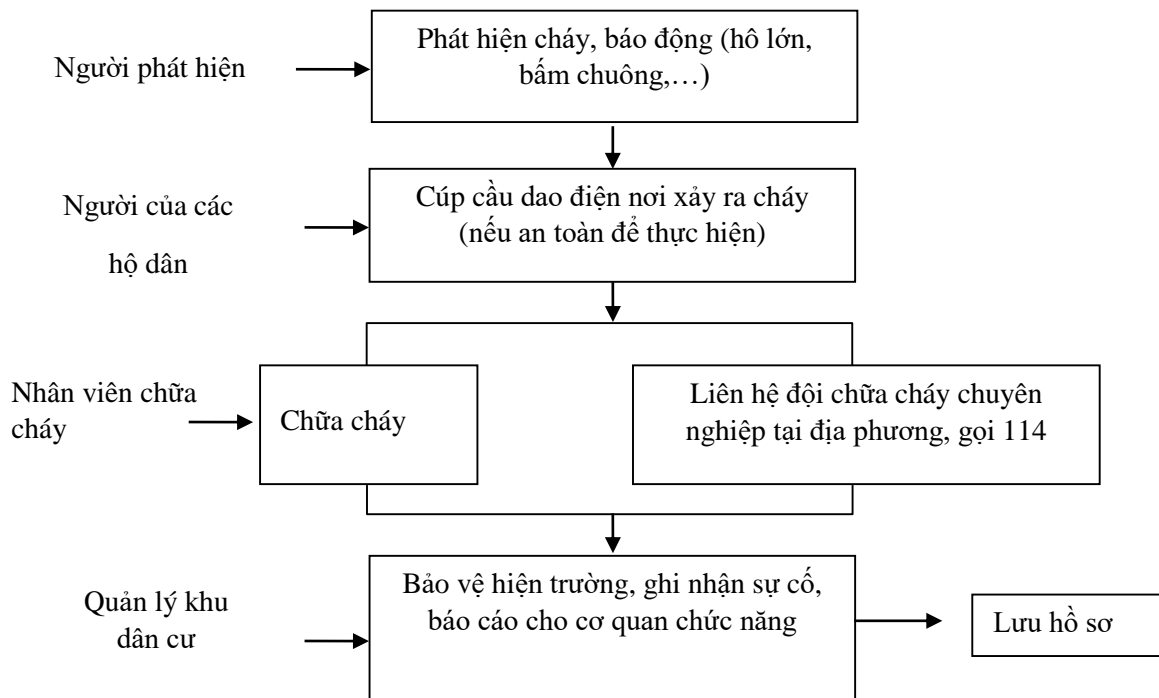 Người phát hiện
Phát hiện cháy, báo động (hô lớn,
bấm chuông,…)
Người của các
hộ dân
Cúp cầu dao điện nơi xảy ra cháy
(nếu an toàn để thực hiện)
Nhân viên chữa
cháy
Chữa cháy
Liên hệ đội chữa cháy chuyên
nghiệp tại địa phương, gọi 114
Quản lý khu
dân cư
Bảo vệ hiện trường, ghi nhận sự cố,
báo cáo cho cơ quan chức năng
Lưu hồ sơ